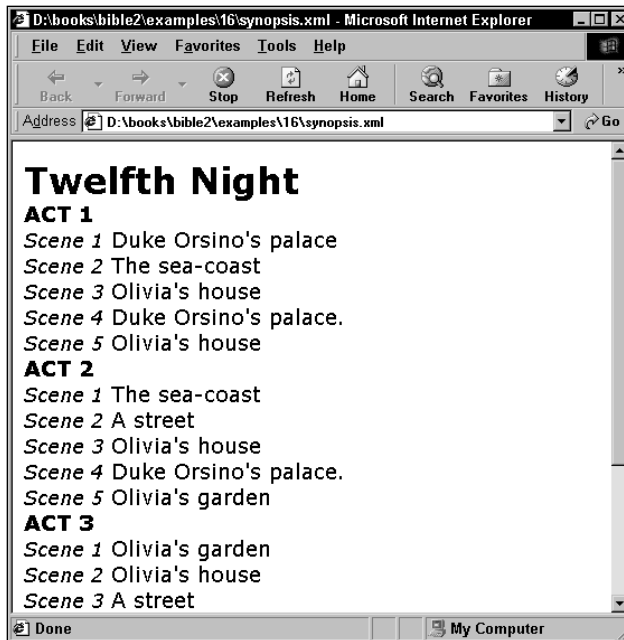 D:\books\bible2\examples\16\synopsis.xml - Microsoft Internet Explorer
File Edit View Favorites Tools Help
Back Forward Stop Refresh Home Search Favorites History »
Address D:\books\bible2\examples\16\synopsis.xml Go
Twelfth Night
ACT 1
Scene 1 Duke Orsino's palace
Scene 2 The sea-coast
Scene 3 Olivia's house
Scene 4 Duke Orsino's palace.
Scene 5 Olivia's house
ACT 2
Scene 1 The sea-coast
Scene 2 A street
Scene 3 Olivia's house
Scene 4 Duke Orsino's palace.
Scene 5 Olivia's garden
ACT 3
Scene 1 Olivia's garden
Scene 2 Olivia's house
Scene 3 A street
Done My Computer